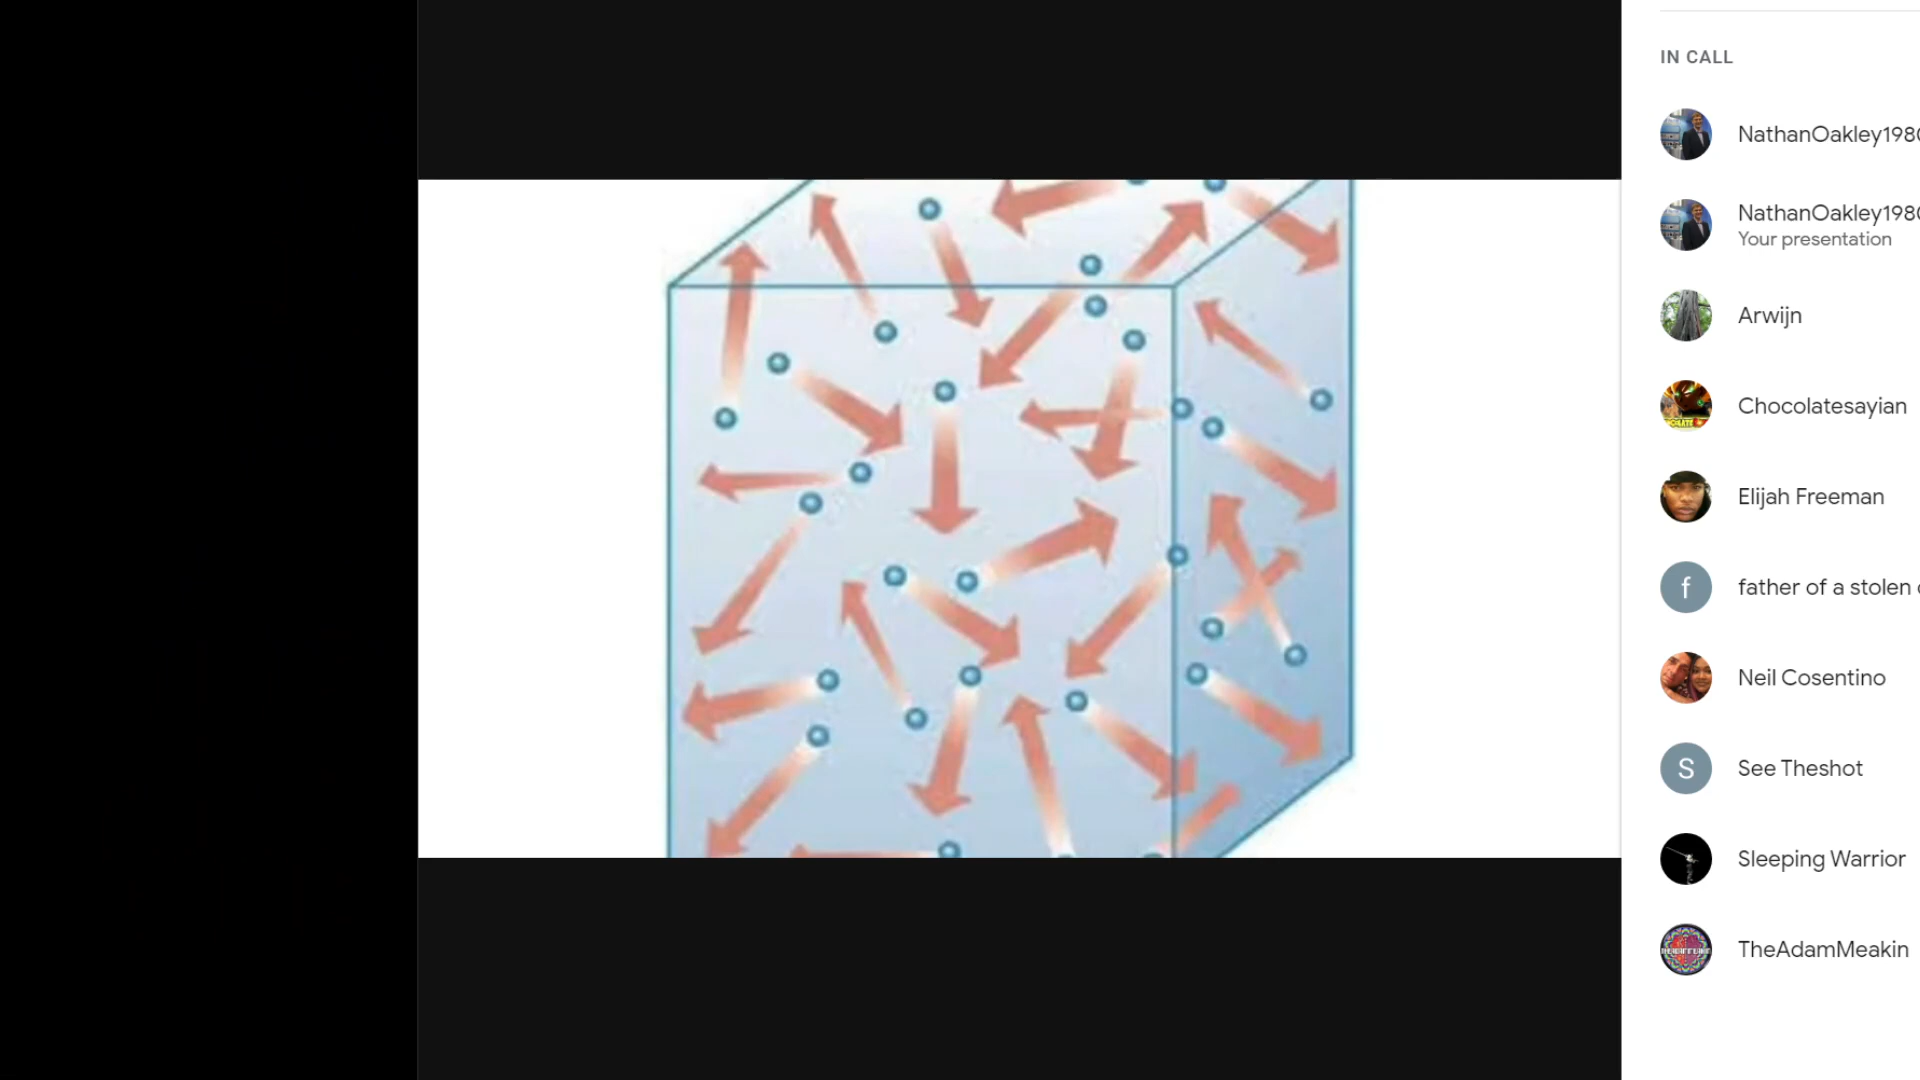 IN CALL
NathanOakley198
NathanOakley198
Your presentation
Arwijn
Chocolatesayian
Elijah Freeman
f
father of a stolen
Neil Cosentino
S
See Theshot
Sleeping Warrior
TheAdamMeakin